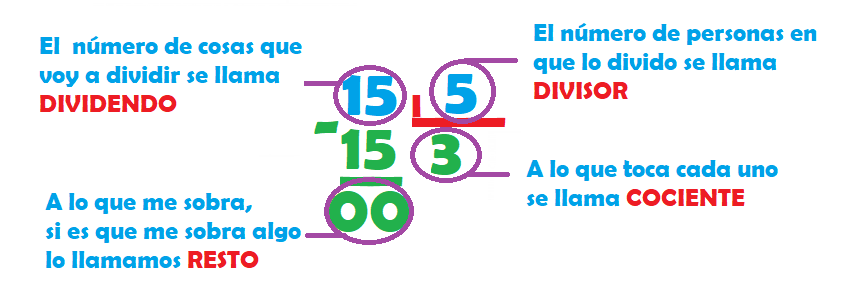 El número de cosas que
voy a dividir se llama
DIVIDENDO
El número de personas en
que lo divido se llama
DIVISOR
15 5
- 15 3
00
A lo que toca cada uno
se llama COCIENTE
A lo que me sobra,
si es que me sobra algo
lo llamamos RESTO